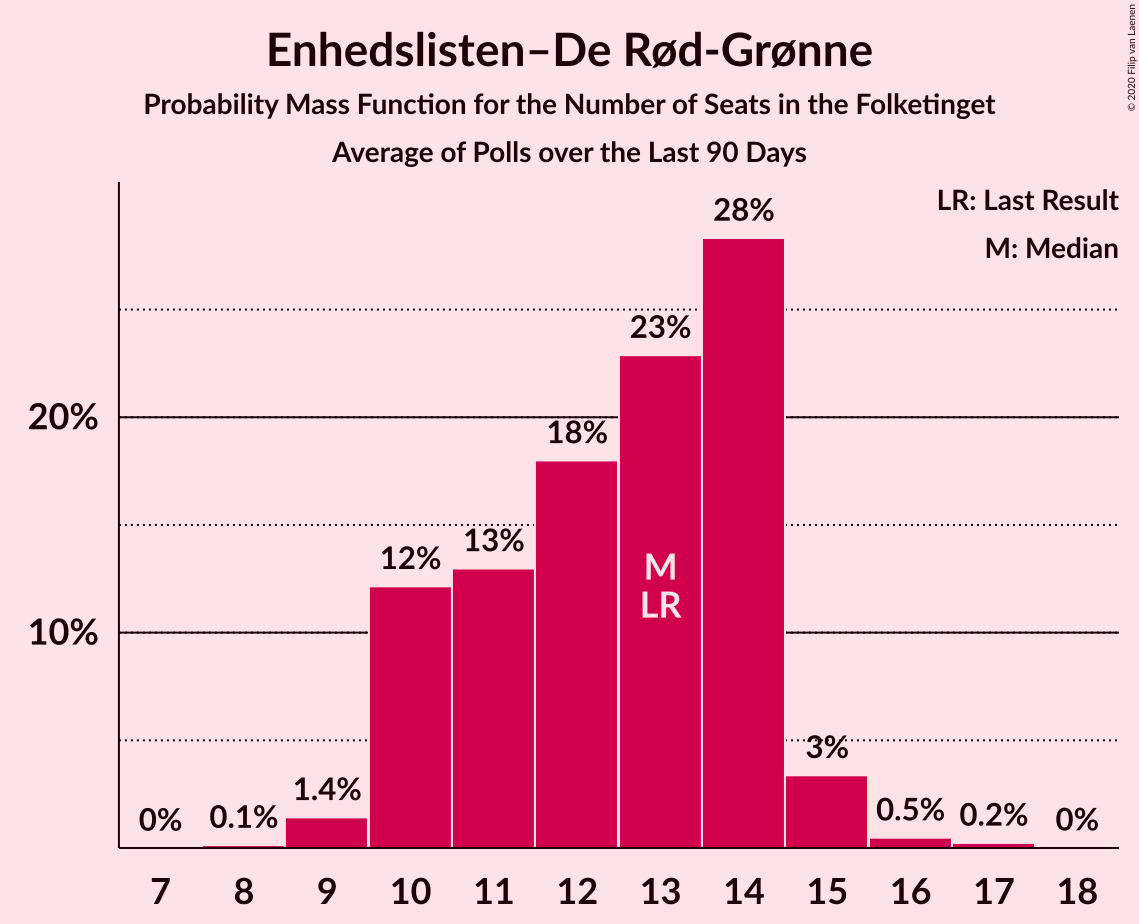 Enhedslisten–De Rød-Grønne
Probability Mass Function for the Number of Seats in the Folketinget
Average of Polls over the Last 90 Days
© 2020 Filip van Laenen
LR: Last Result
M: Median
28%
23%
20%
18%
13%
12%
M
LR
10%
3%
1.4%
0.5%
0.2%
0.1%
0%
0%
7 8 9 10 11 12 13 14 15 16 17 18